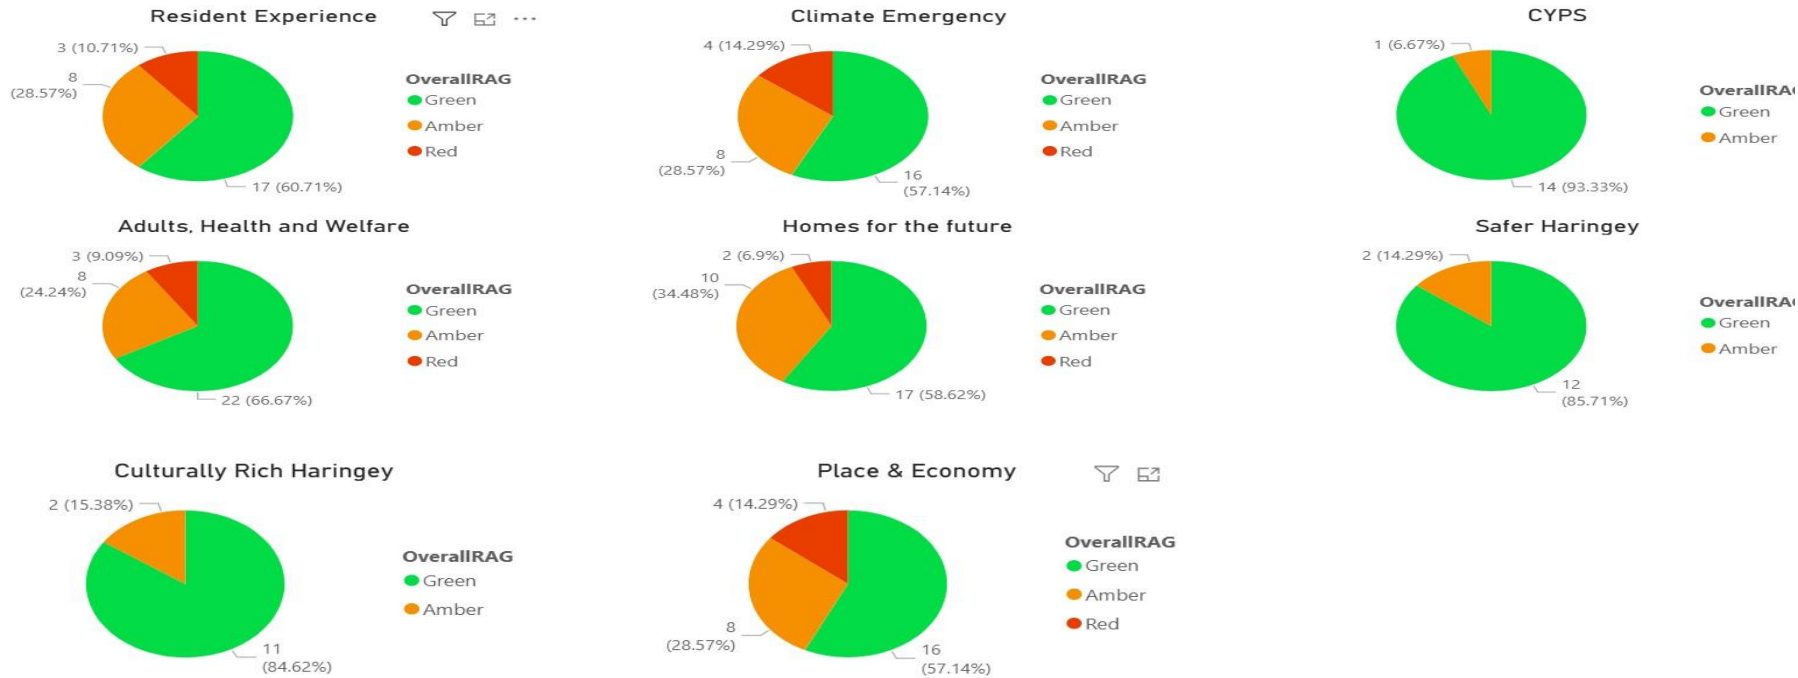 Resident Experience
3 (10.71%)
8
(28.57%)
17 (60.71%)
OverallRAG
Green
Amber
Red
Climate Emergency
4 (14.29%)
8
(28.57%)
16
(57.14%)
OverallRAG
Green
Amber
Red
CYPS
1 (6.67%)
14 (93.33%)
OverallRAG
Green
Amber
Adults, Health and Welfare
3 (9.09%)
8
(24.24%)
22 (66.67%)
OverallRAG
Green
Amber
Red
Homes for the future
2 (6.9%)
10
(34.48%)
17 (58.62%)
OverallRAG
Green
Amber
Red
Safer Haringey
2 (14.29%)
12
(85.71%)
OverallRAG
Green
Amber
Culturally Rich Haringey
2 (15.38%)
11
(84.62%)
OverallRAG
Green
Amber
Place & Economy
4 (14.29%)
8
(28.57%)
16
(57.14%)
OverallRAG
Green
Amber
Red